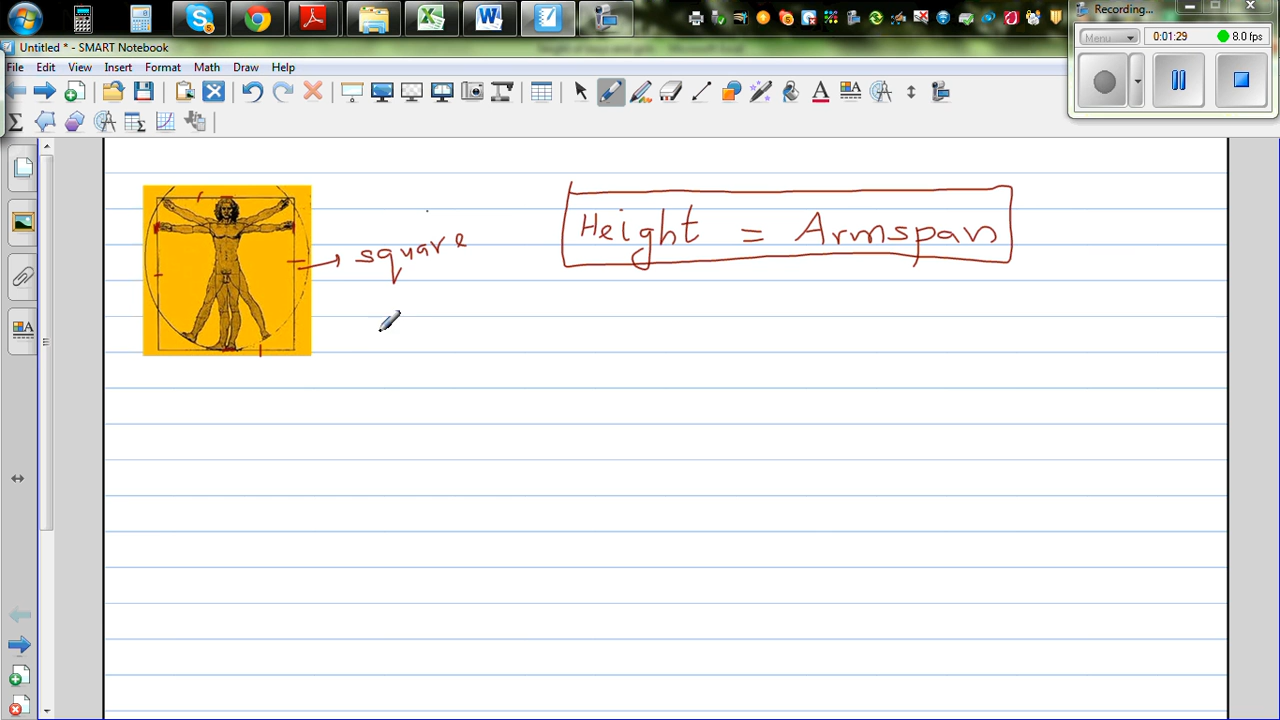 Recording...
Untitled * - SMART Notebook
Menu
0:01:29
8.0 fps
File Edit View Insert Format Math Draw Help
Height = Armspan
square